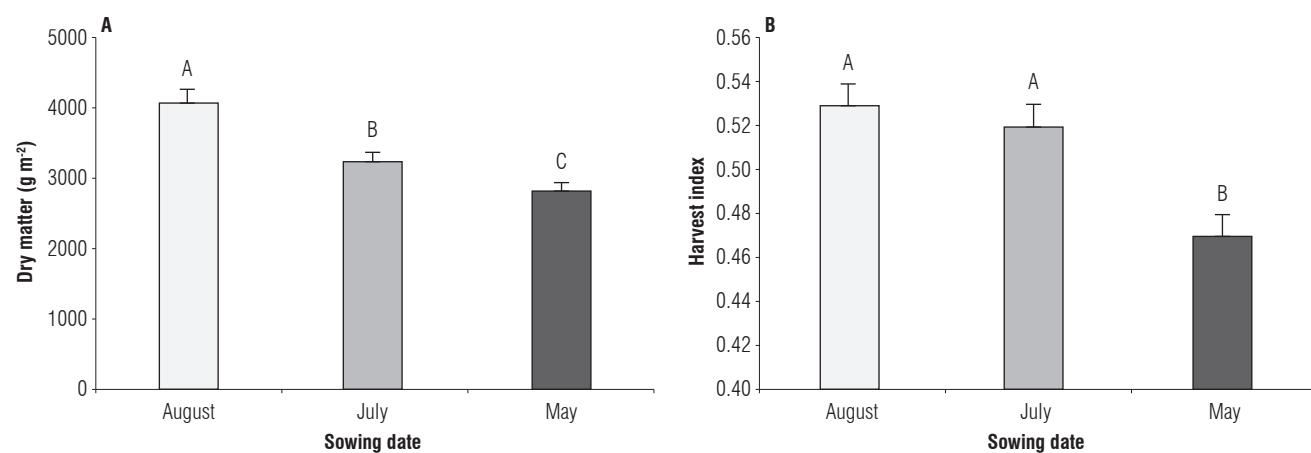 A
Dry matter (g m-2)
5000
4000
3000
2000
1000
0
A
B
C
August
July
May
Sowing date
B
Harvest index
0.56
0.54
0.52
0.50
0.48
0.46
0.44
0.42
0.40
A
A
B
August
July
May
Sowing date